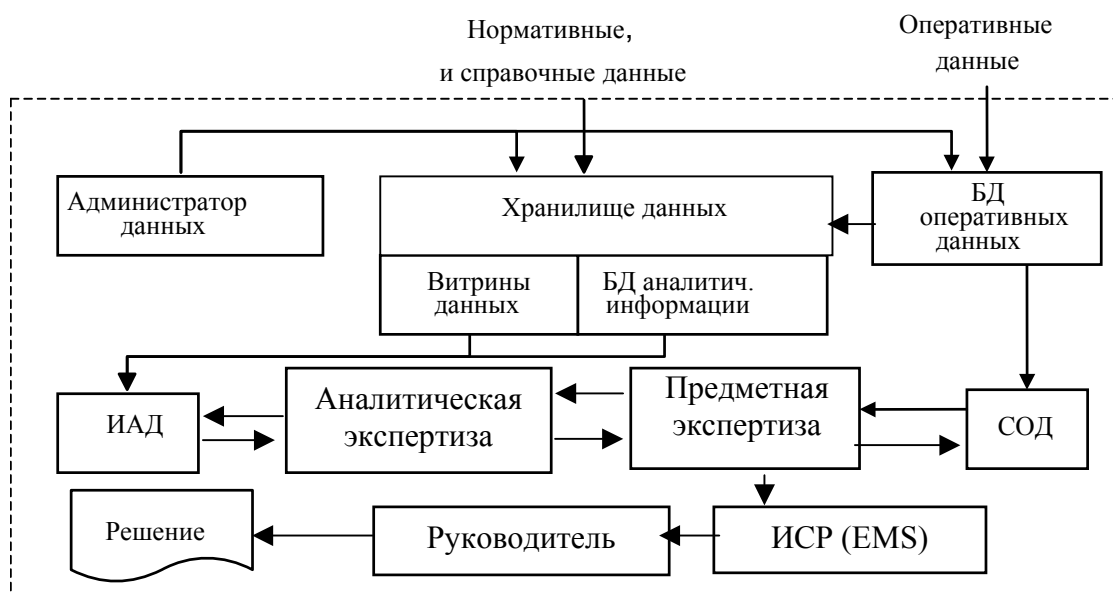 Нормативные,
и справочные данные
Оперативные
данные
Администратор
данных
Хранилище данных
БД
оперативных
данных
Витрины
данных
БД аналитич.
информации
ИАД
Аналитическая
экспертиза
Предметная
экспертиза
СОД
Решение
Руководитель
ИСР (EMS)